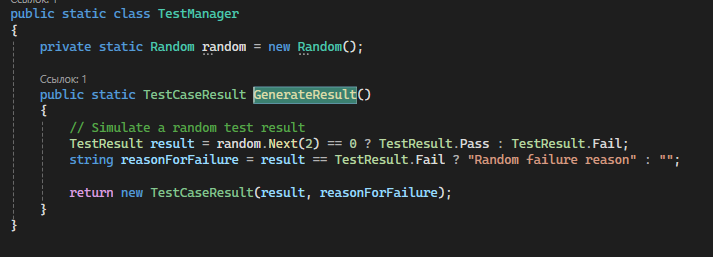 Ссылок: 1
public static class TestManager
{
private static Random random = new Random();
Ссылок: 1
public static TestCaseResult GenerateResult()
{
// Simulate a random test result
TestResult result = random.Next(2) == 0 ? TestResult.Pass : TestResult.Fail;
string reasonForFailure = result == TestResult.Fail ? "Random failure reason" : "";
return new TestCaseResult(result, reasonForFailure);
}
}